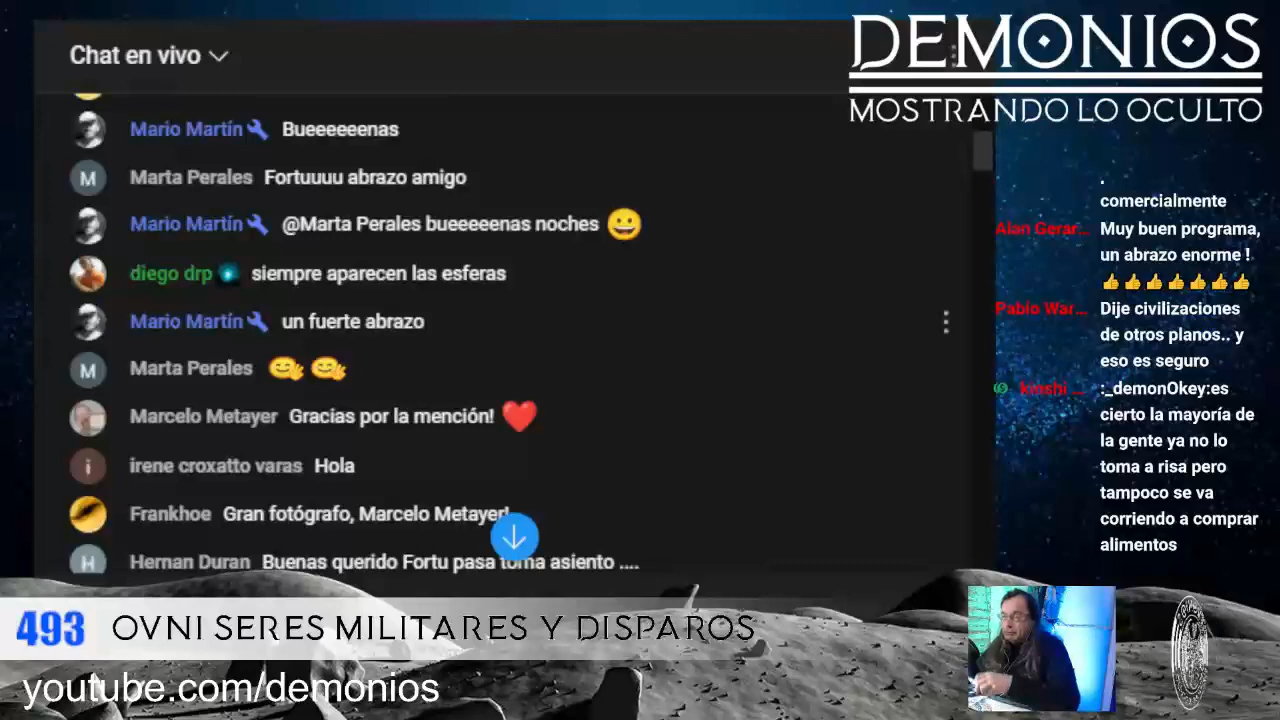 Chat en vivo
DEMONIOS
MOSTRANDO LO OCULTO
Mario Martín Bueeeeeenas
M Marta Perales Fortuuuu abrazo amigo
Mario Martín @Marta Perales bueeeeenas noches
diego drp siempre aparecen las esferas
Mario Martín un fuerte abrazo
M Marta Perales
Marcelo Metayer Gracias por la mención!
i irene croxatto varas Hola
Frankhoe Gran fotógrafo, Marcelo Metayer!
H Hernan Duran Buenas querido Fortu pasa toma asiento ....
.
comercialmente
Alan Gerar... Muy buen programa,
un abrazo enorme !
Pablo War... Dije civilizaciones
de otros planos.. y
eso es seguro
kinshi ... :_demonOkey:es
cierto la mayoría de
la gente ya no lo
toma a risa pero
tampoco se va
corriendo a comprar
alimentos
493 OVNI SERES MILITARES Y DISPAROS
youtube.com/demonios